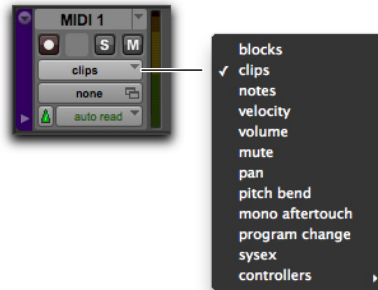 MIDI 1
S M
clips
none
auto read
blocks
✓ clips
notes
velocity
volume
mute
pan
pitch bend
mono aftertouch
program change
sysex
controllers